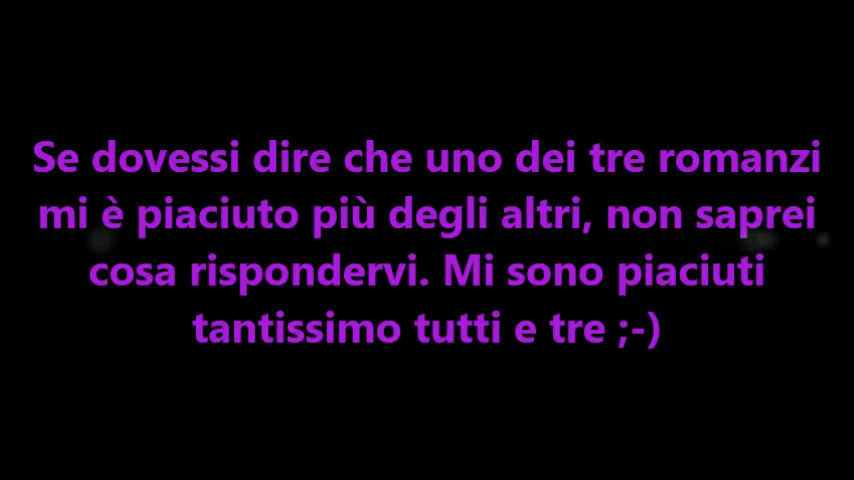 Se dovessi dire che uno dei tre romanzi
mi è piaciuto più degli altri, non saprei
cosa rispondervi. Mi sono piaciuti
tantissimo tutti e tre ;-)